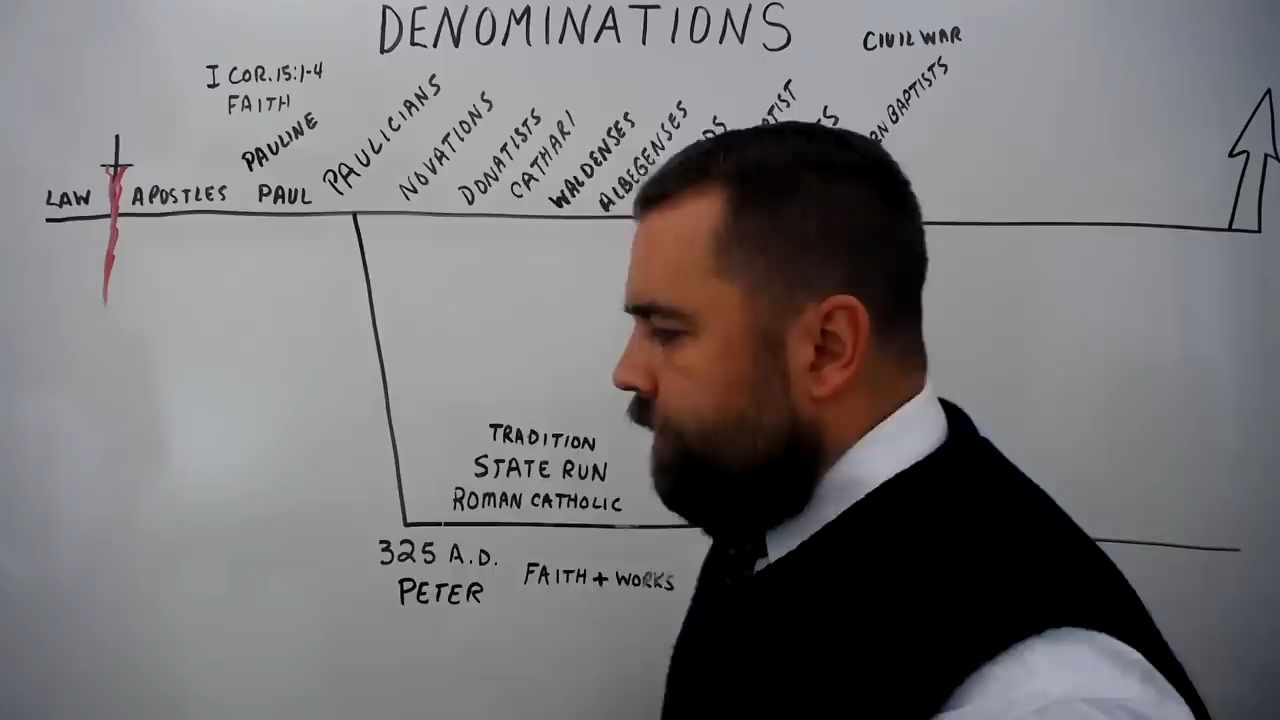 DENOMINATIONS
CIVIL WAR
I COR. 15:1-4
FAITH
PAULINE
PAULICIANS
NOVATIONS
DONATISTS
CATHARI
WALDENSES
ALBEGENSES
BAPTISTS
LAW
APOSTLES
PAUL
TRADITION
STATE RUN
ROMAN CATHOLIC
325 A.D.
PETER
FAITH + WORKS